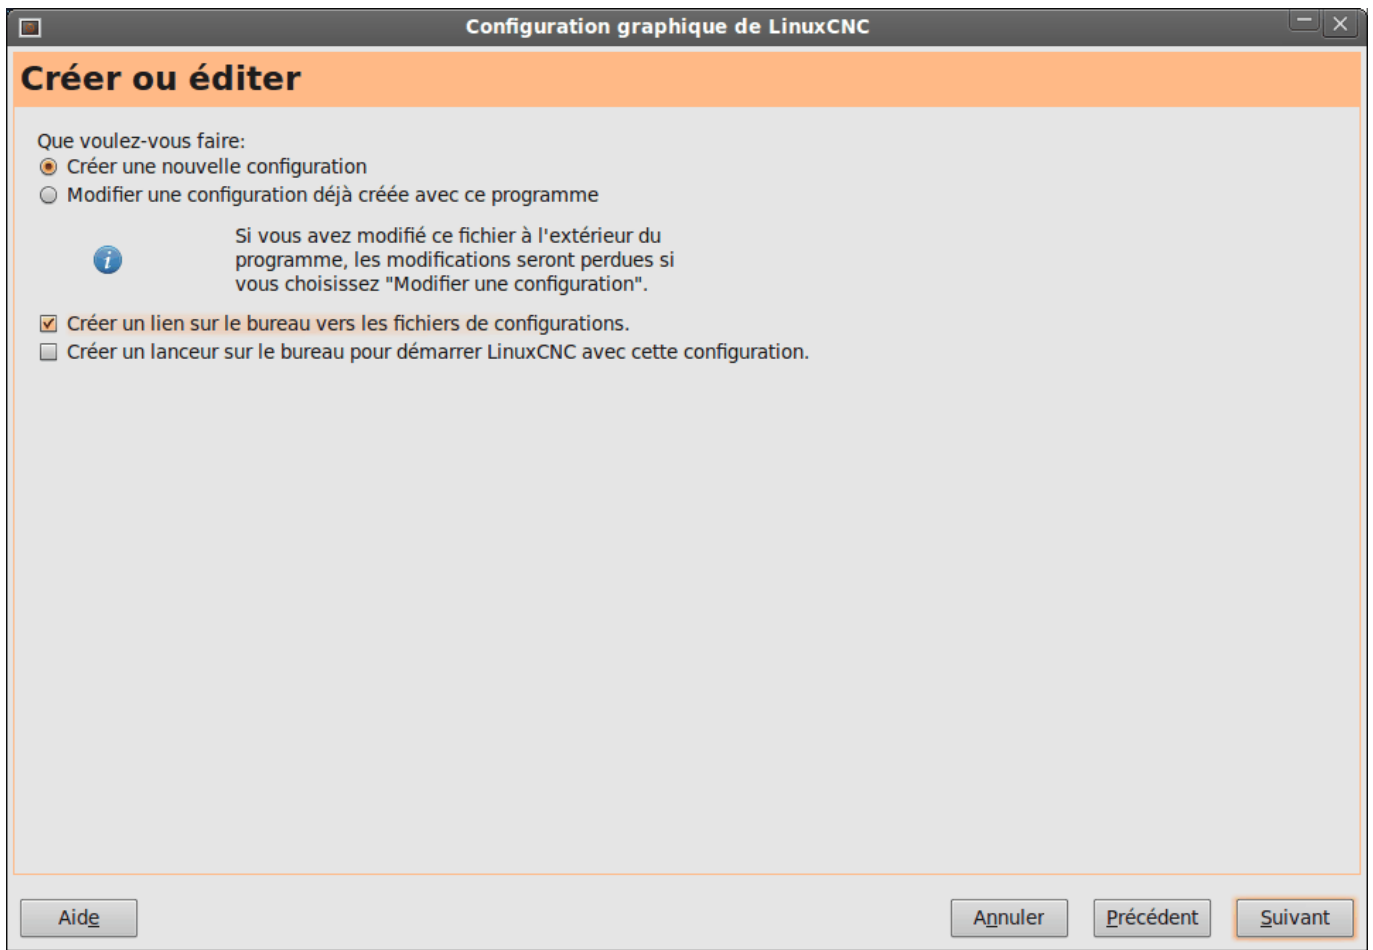 Configuration graphique de LinuxCNC
Créer ou éditer
Que voulez-vous faire:
Créer une nouvelle configuration
Modifier une configuration déjà créée avec ce programme
Si vous avez modifié ce fichier à l'extérieur du
programme, les modifications seront perdues si
vous choisissez "Modifier une configuration".
Créer un lien sur le bureau vers les fichiers de configurations.
Créer un lanceur sur le bureau pour démarrer LinuxCNC avec cette configuration.
Aide
Annuler
Précédent
Suivant